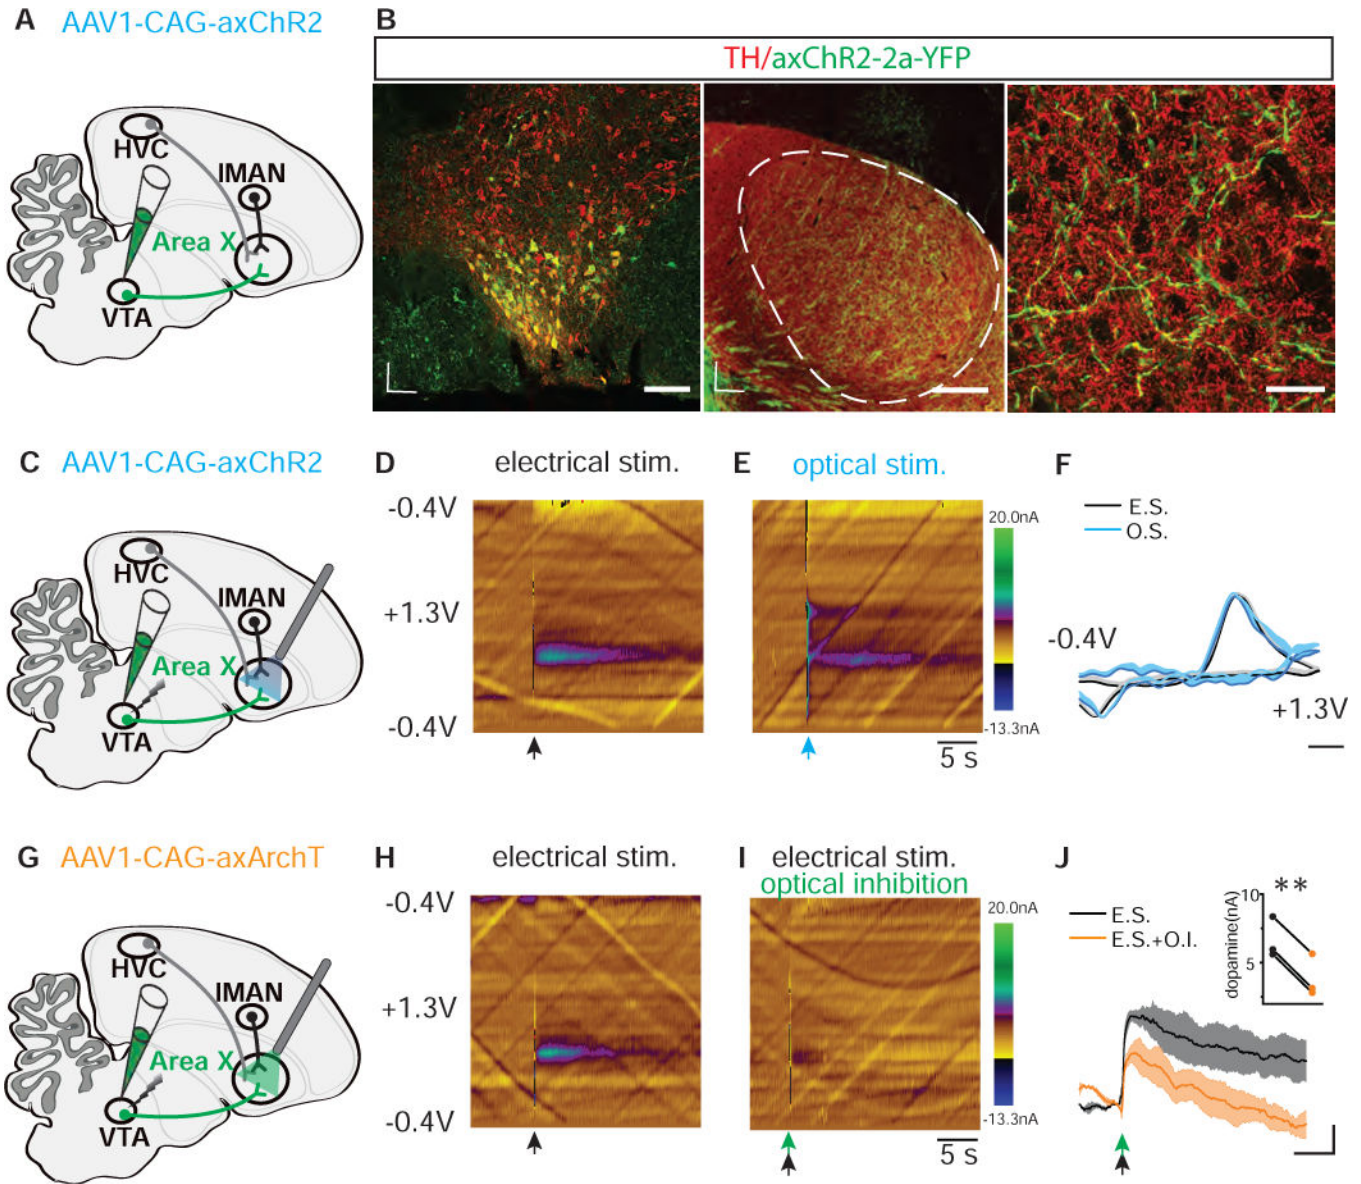 A AAV1-CAG-axChR2
B
TH/axChR2-2a-YFP
HVC
lMAN
Area X
VTA
C AAV1-CAG-axChR2
HVC
lMAN
Area X
VTA
D electrical stim.
-0.4V
+1.3V
-0.4V
E optical stim.
20.0nA
-13.3nA
5 s
F
E.S.
O.S.
-0.4V
+1.3V
G AAV1-CAG-axArchT
HVC
lMAN
Area X
VTA
H electrical stim.
-0.4V
+1.3V
-0.4V
I electrical stim.
optical inhibition
20.0nA
-13.3nA
5 s
J
E.S.
E.S.+O.I.
**
10
5
dopamine(nA)